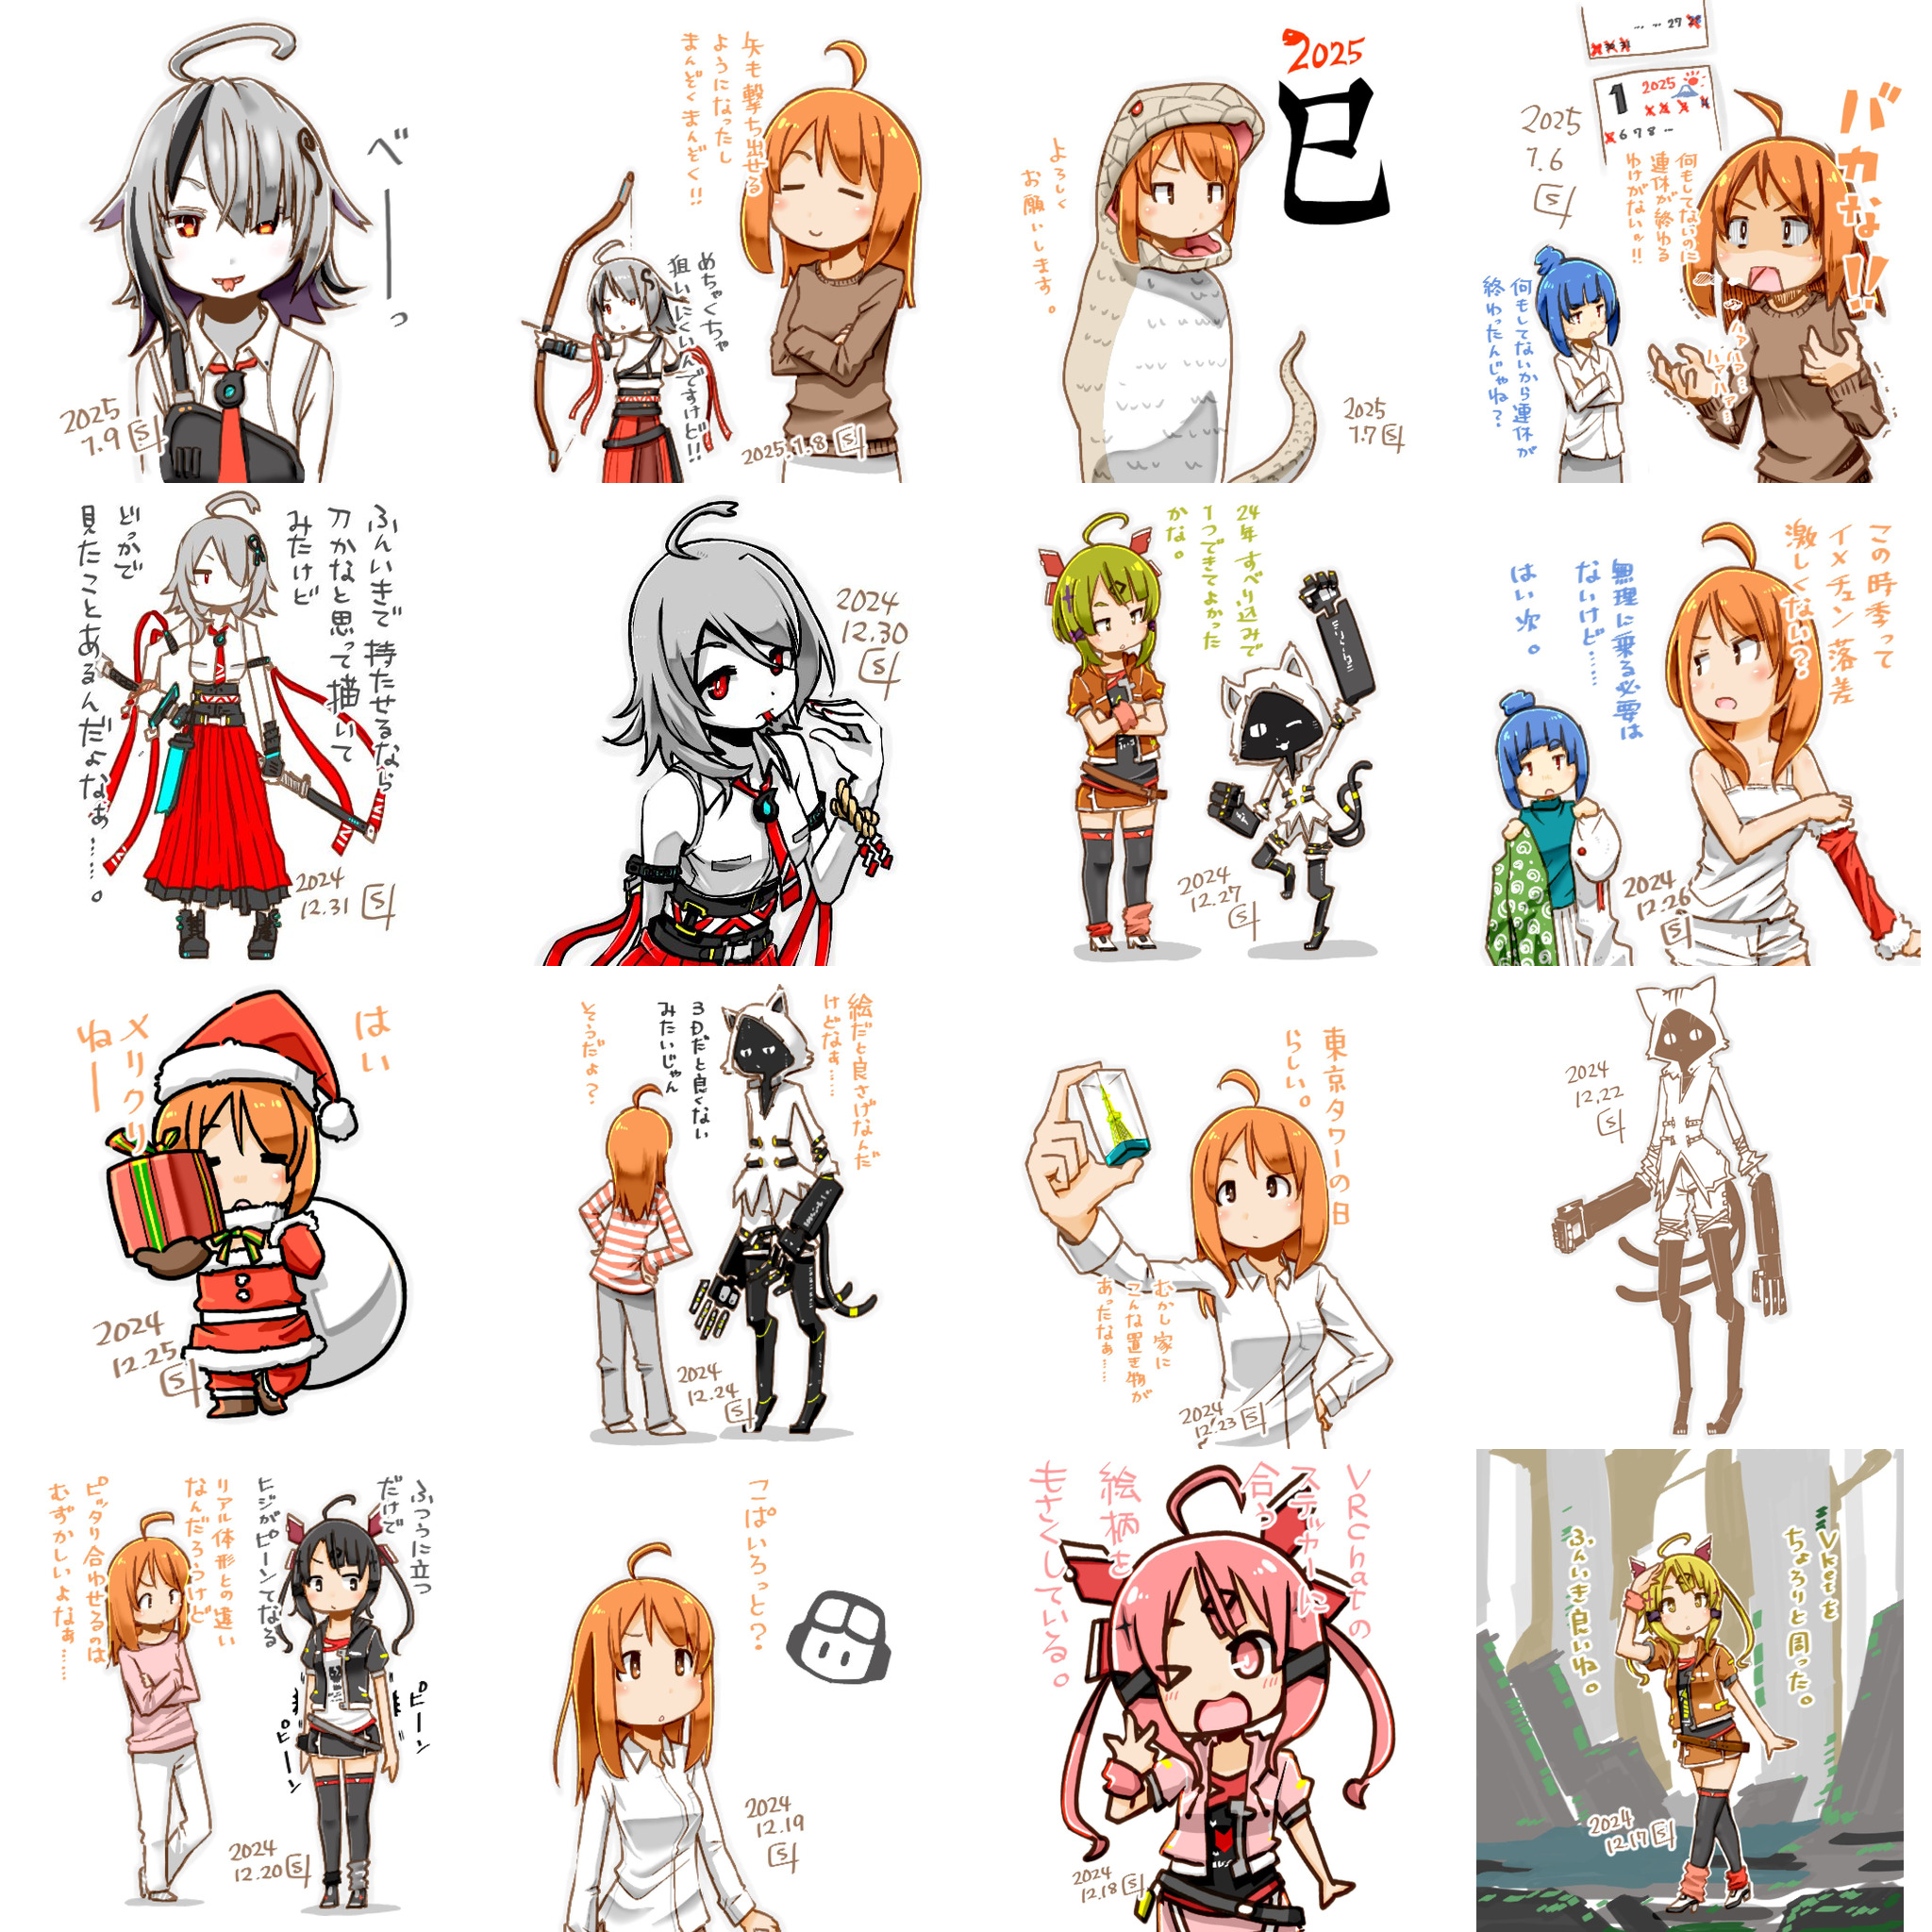 べーーっ
2025
1.9
矢も撃ち出せる
ようになったし
まんぞくまんぞく!!
めちゃくちゃ
狙いにくいんですけど!!
2025.1.8
2025
巳
よろしく
お願いします。
2025
1.7
27 28
1
2025
6 7 8
バカな!!
何もしてないのに
連休が終わる
わけがないッ!!
ハァハァ…
ハァハァ…
何もしてないから連休が
終わったんじゃね?
2025
1.6
ふんいきで持たせるなら
刀かなと思って描いて
みたけど
どっかで
見たことあるんだよなぁ……。
2024
12.31
2024
12.30
24年すべり込みで
1つできてよかった
かな。
2024
12.27
この時季って
イメチェン落差
激しくない?
無理に乗る必要は
ないけど……
はい次。
2024
12.26
はい
メリクリ
ねー
2024
12.25
絵だと良さげなんだ
けどなぁ……
3Dだと良くない
みたいじゃん
そうだよ?
2024
12.24
東京タワーの日
らしい。
むかし家に
こんな置き物が
あったなぁ……
2024
12.23
2024
12.22
ふつうに立つ
だけで
ヒジがピーンてなる
リアル体形との違い
なんだろうけど
ピッタリ合わせるのは
むずかしいよなぁ……
ピーン
ピーン
2024
12.20
こぱいろっと?
2024
12.19
VRChatの
ステッカーに
合う
絵柄を
もさくしている。
2024
12.18
Vketを
ちょろりと周った。
ふんいき良いね。
2024
12.17